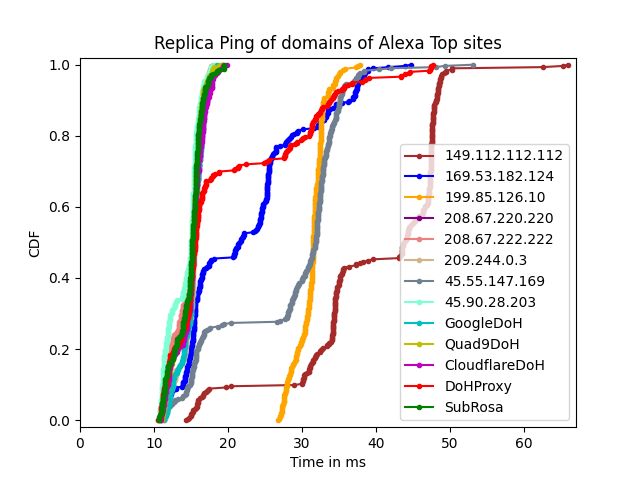 Replica Ping of domains of Alexa Top sites
CDF
1.0
0.8
0.6
0.4
0.2
0.0
149.112.112.112
169.53.182.124
199.85.126.10
208.67.220.220
208.67.222.222
209.244.0.3
45.55.147.169
45.90.28.203
GoogleDoH
Quad9DoH
CloudflareDoH
DoHProxy
SubRosa
0 10 20 30 40 50 60
Time in ms